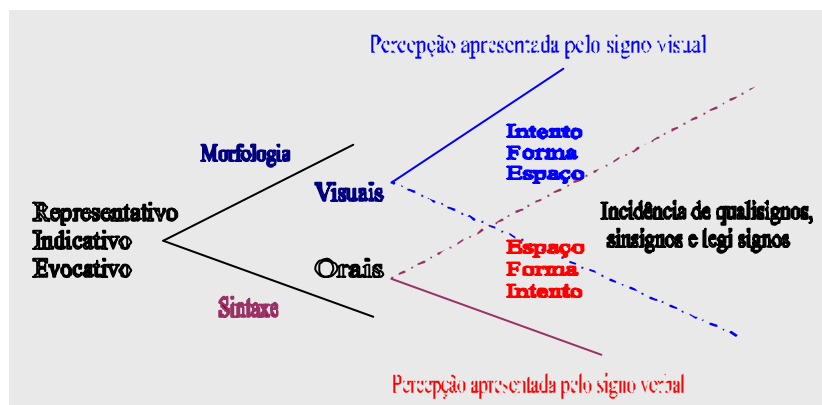 Percepção apresentada pelo signo visual
Morfologia
Intento
Forma
Espaço
Visuais
Representativo
Indicativo
Evocativo
Incidência de qualisignos,
sinsignos e legi signos
Orais
Espaço
Forma
Intento
Sintaxe
Percepção apresentada pelo signo verbal